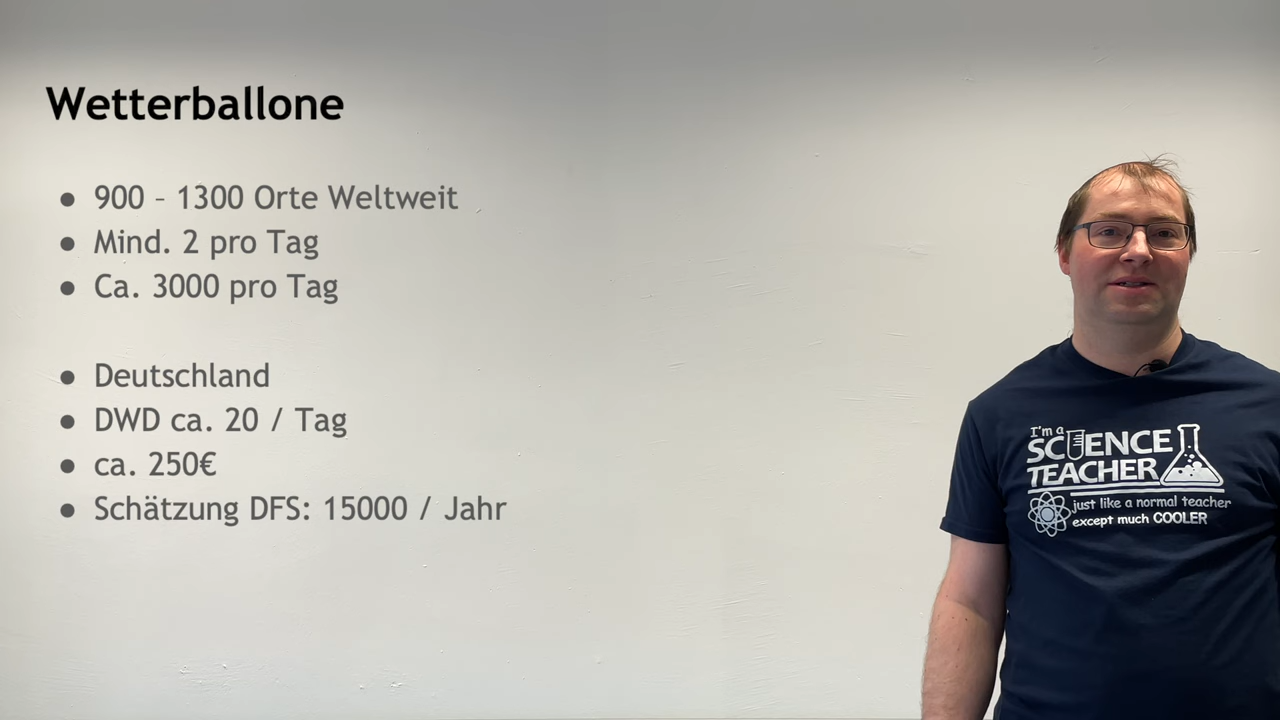 Wetterballone
● 900 – 1300 Orte Weltweit
● Mind. 2 pro Tag
● Ca. 3000 pro Tag
● Deutschland
● DWD ca. 20 / Tag
● ca. 250€
● Schätzung DFS: 15000 / Jahr
I'm a
SCIENCE
TEACHER
just like a normal teacher
except much COOLER